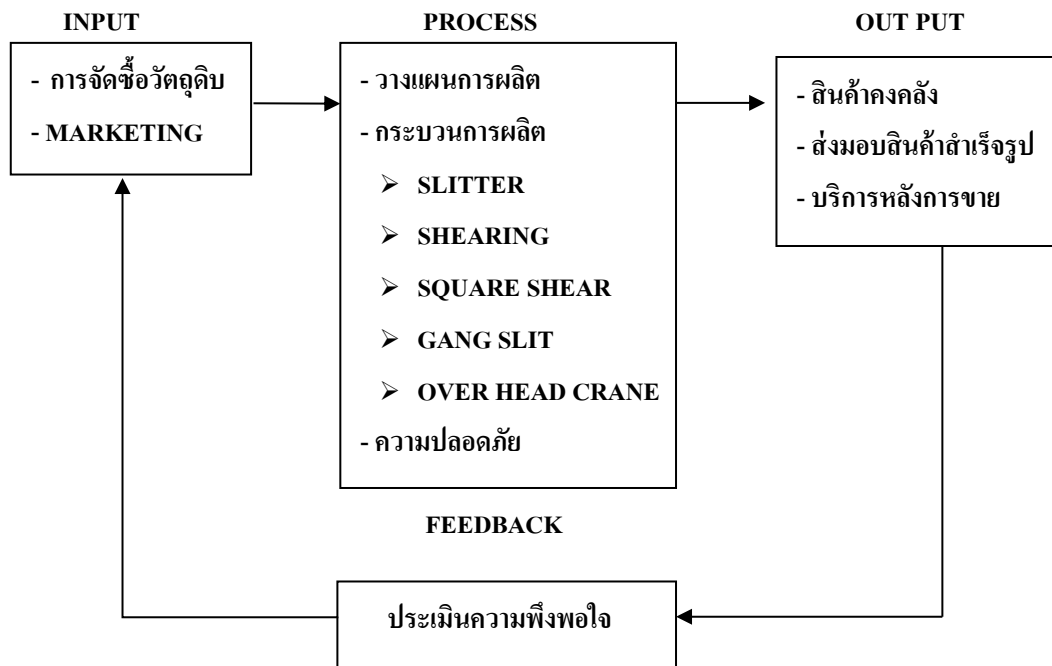 INPUT
- การจัดซื้อวัตถุดิบ
- MARKETING
PROCESS
- วางแผนการผลิต
- กระบวนการผลิต
➢ SLITTER
➢ SHEARING
➢ SQUARE SHEAR
➢ GANG SLIT
➢ OVER HEAD CRANE
- ความปลอดภัย
OUT PUT
- สินค้าคงคลัง
- ส่งมอบสินค้าสำเร็จรูป
- บริการหลังการขาย
FEEDBACK
ประเมินความพึงพอใจ